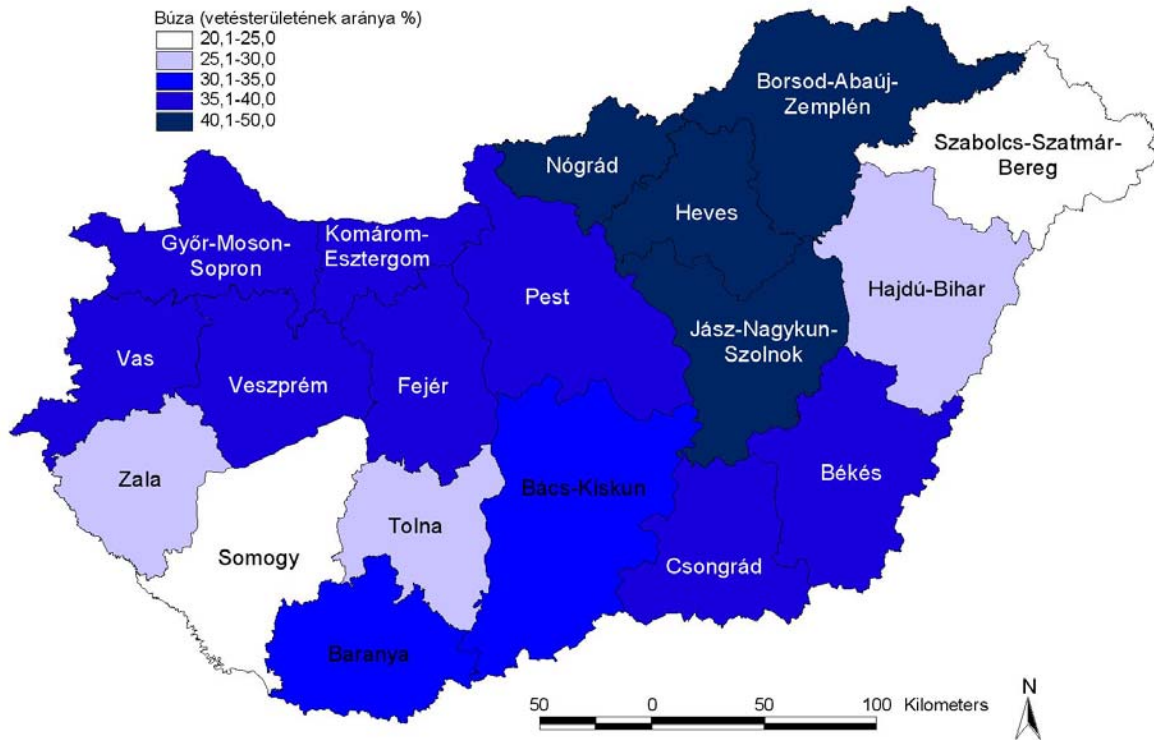 Búza (vetésterületének aránya %)
20,1-25,0
25,1-30,0
30,1-35,0
35,1-40,0
40,1-50,0
Borsod-Abaúj-
Zemplén
Szabolcs-Szatmár-
Bereg
Nógrád
Heves
Győr-Moson-
Sopron
Komárom-
Esztergom
Pest
Hajdú-Bihar
Jász-Nagykun-
Szolnok
Vas
Veszprém
Fejér
Zala
Bács-Kiskun
Békés
Tolna
Somogy
Csongrád
Baranya
50 0 50 100 Kilometers
N